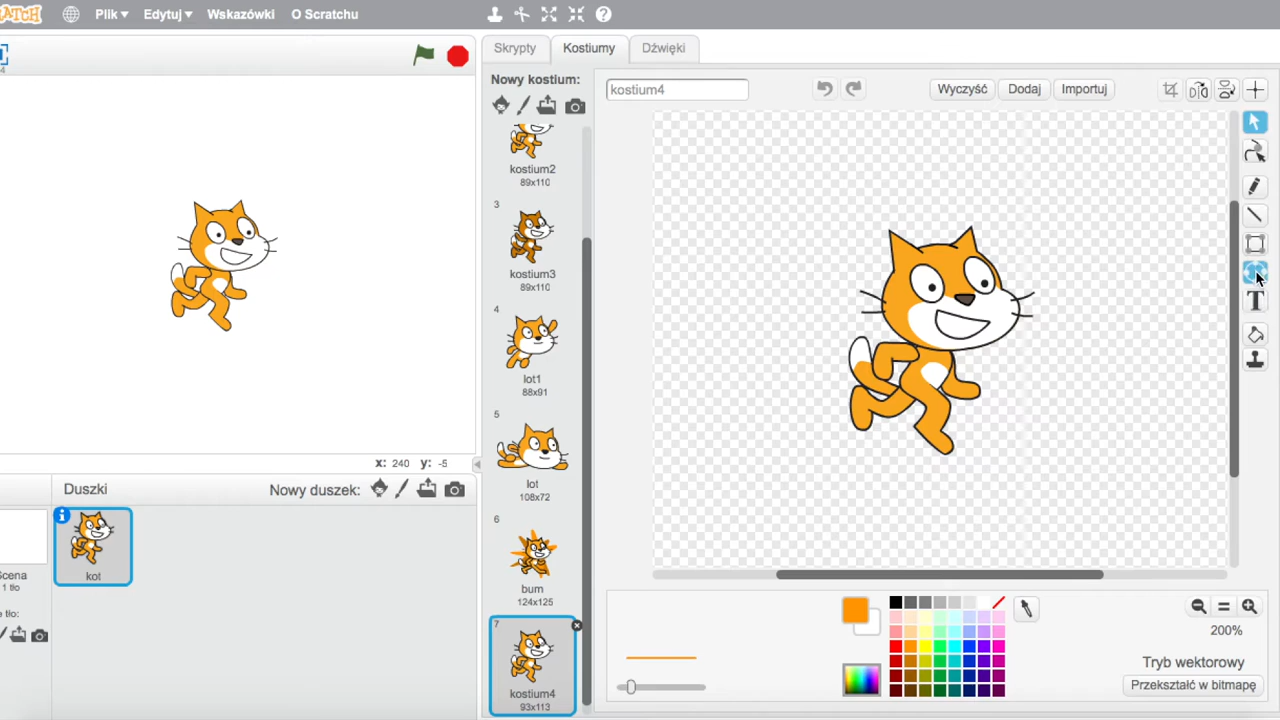 Plik▼ Edytuj▼ Wskazówki O Scratchu
Skrypty Kostiumy Dźwięki
Nowy kostium:
kostium4
Wyczyść Dodaj Importuj
kostium2
89x110
3
kostium3
89x110
4
lot1
88x91
5
lot
108x72
6
bum
124x125
7
kostium4
93x113
x: 240 y: -5
Duszki Nowy duszek:
kot
Scena
1 tło
T
200%
Tryb wektorowy
Przekształć w bitmapę